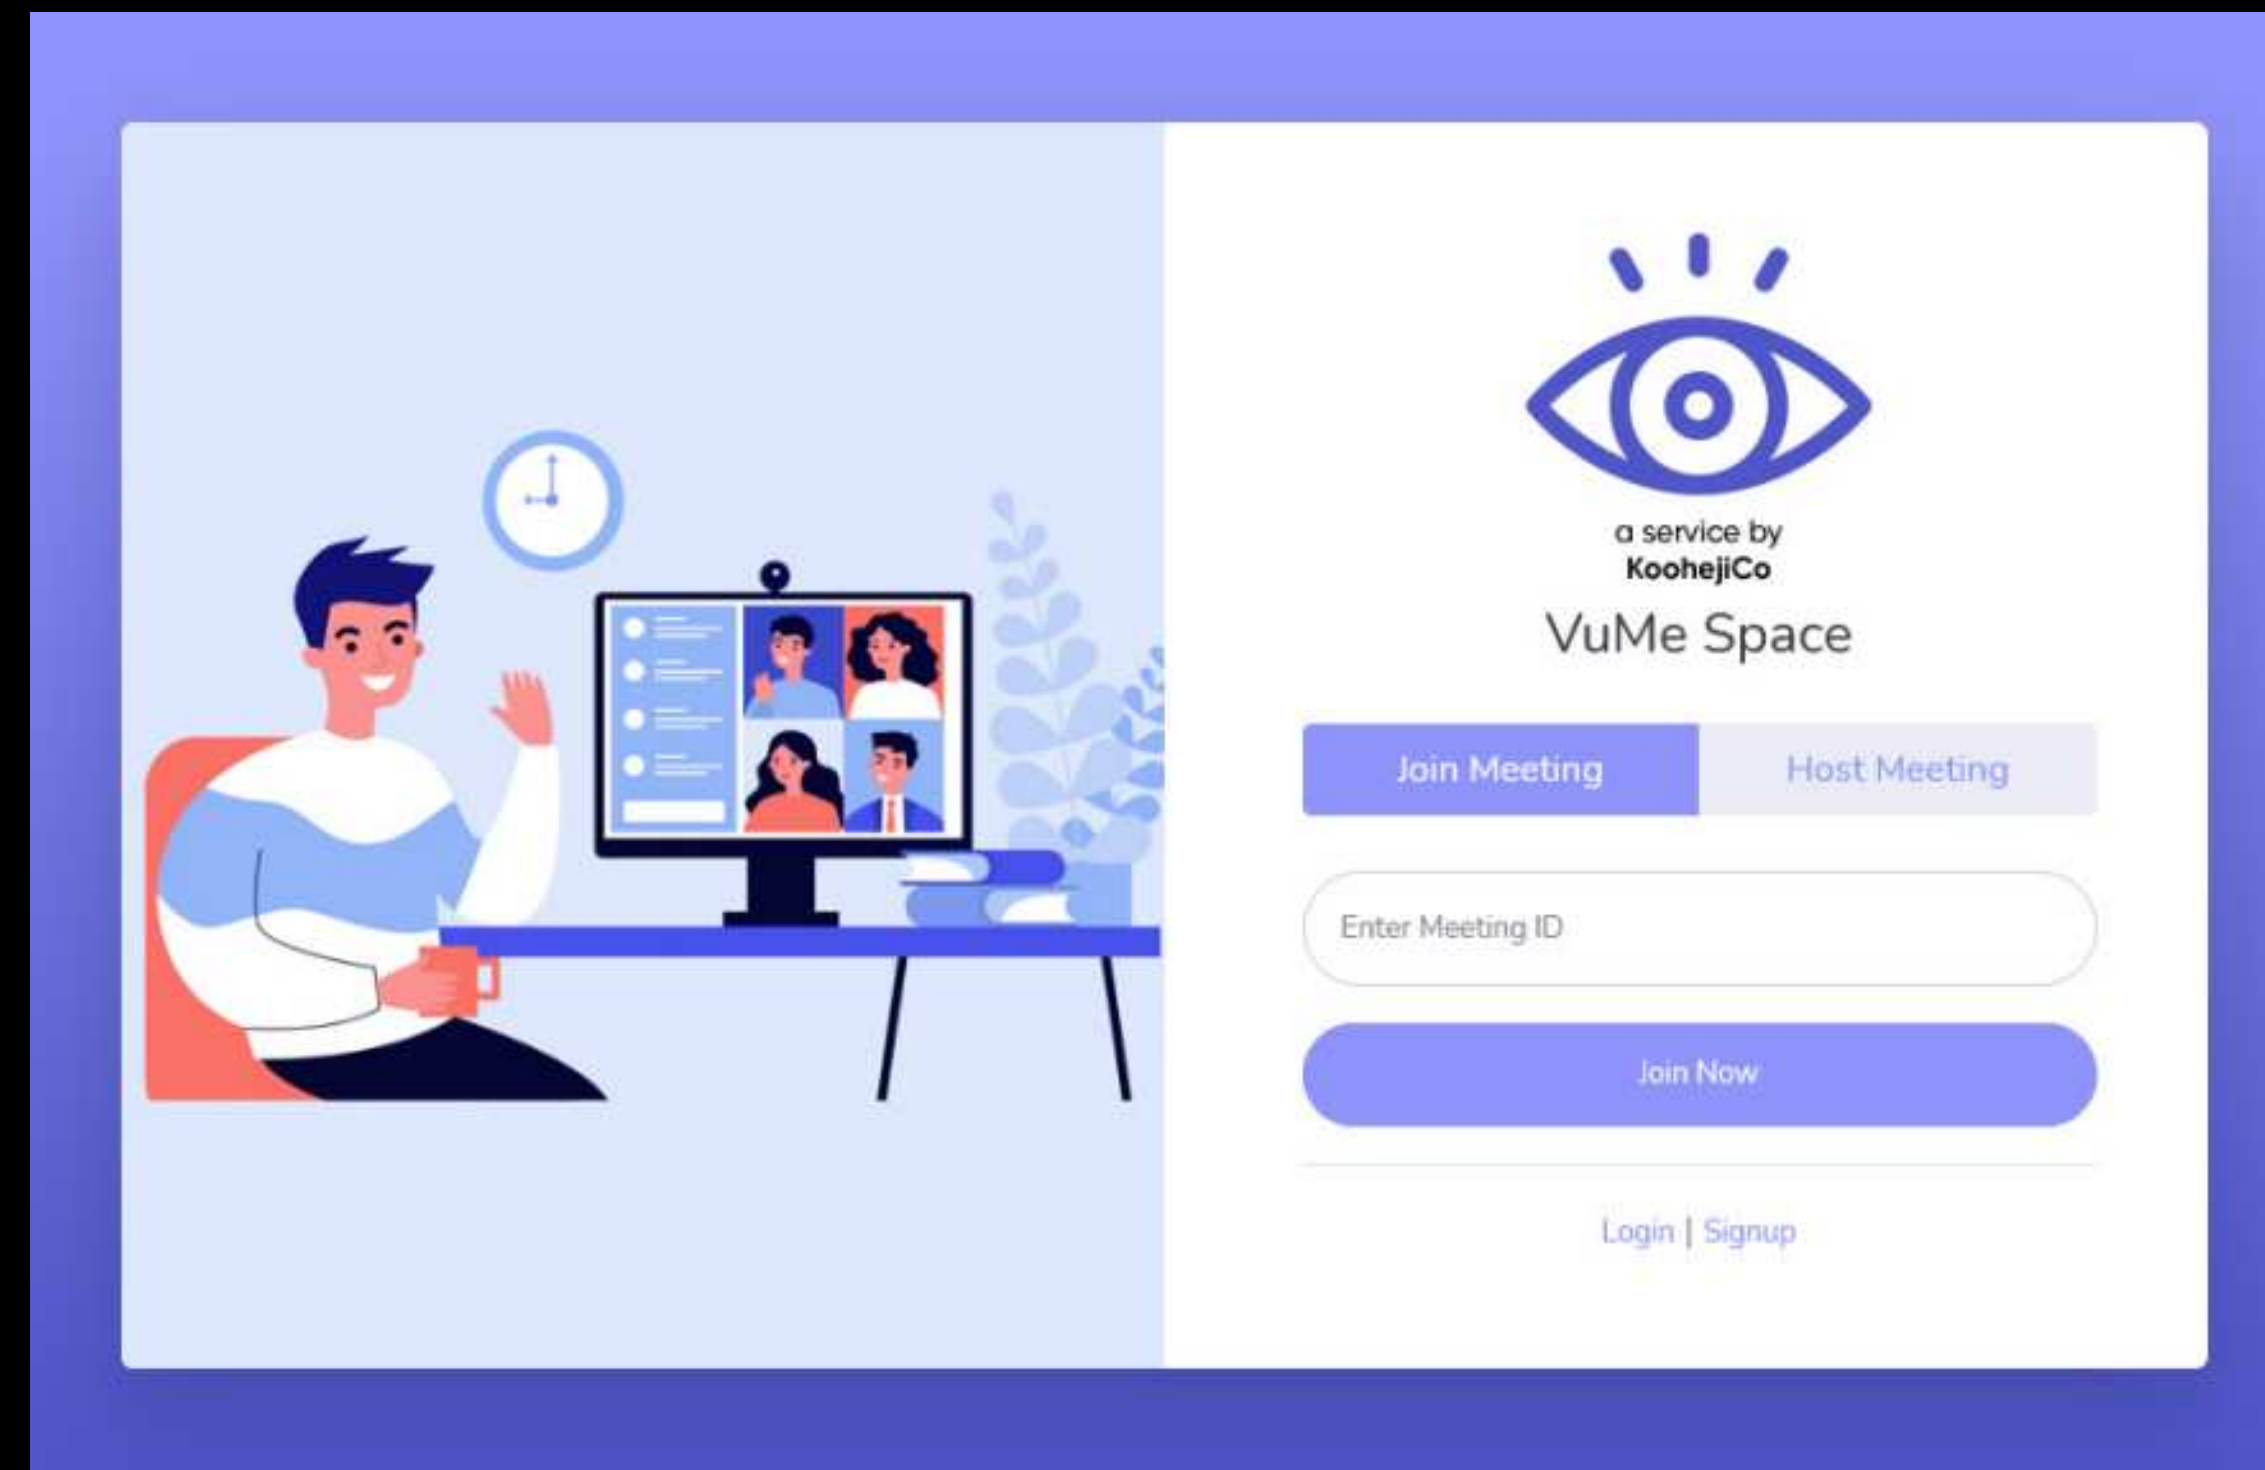 a service by
KoohejiCo
VuMe Space
Join Meeting
Host Meeting
Enter Meeting ID
Join Now
Login | Signup